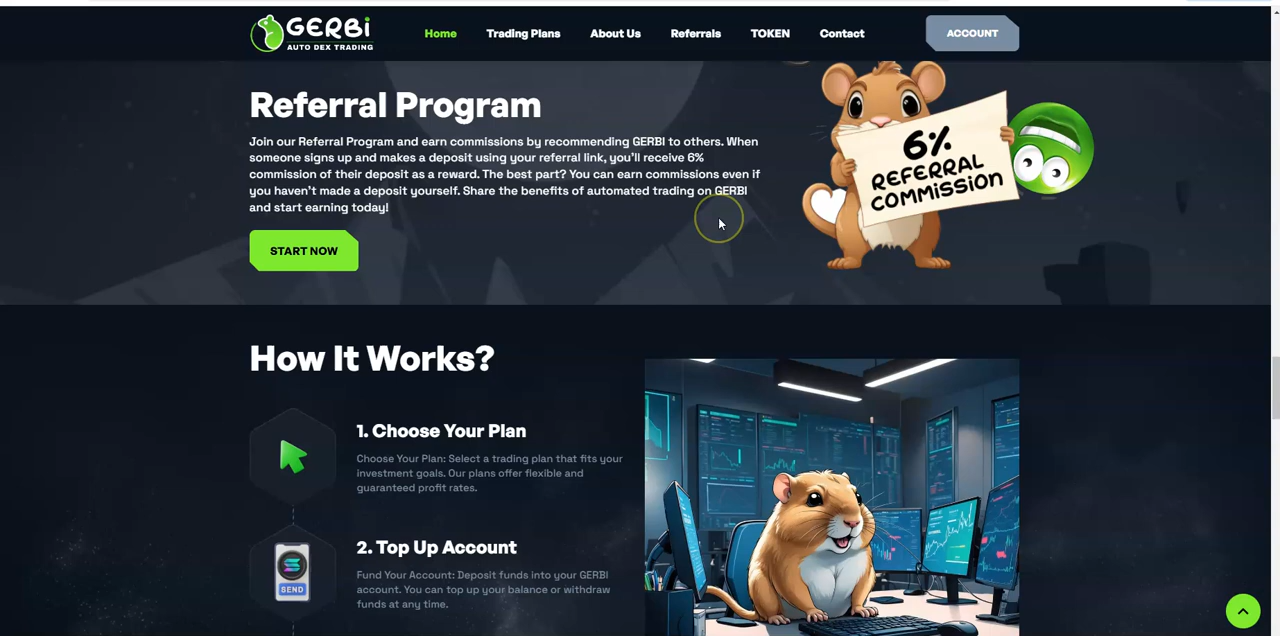 GERBi
AUTO DEX TRADING
Home
Trading Plans
About Us
Referrals
TOKEN
Contact
ACCOUNT
Referral Program
Join our Referral Program and earn commissions by recommending GERBI to others. When
someone signs up and makes a deposit using your referral link, you'll receive 6%
commission of their deposit as a reward. The best part? You can earn commissions even if
you haven't made a deposit yourself. Share the benefits of automated trading on GERBI
and start earning today!
START NOW
6%
REFERRAL
COMMISSION
How It Works?
1. Choose Your Plan
Choose Your Plan: Select a trading plan that fits your
investment goals. Our plans offer flexible and
guaranteed profit rates.
2. Top Up Account
Fund Your Account: Deposit funds into your GERBI
account. You can top up your balance or withdraw
funds at any time.
SEND